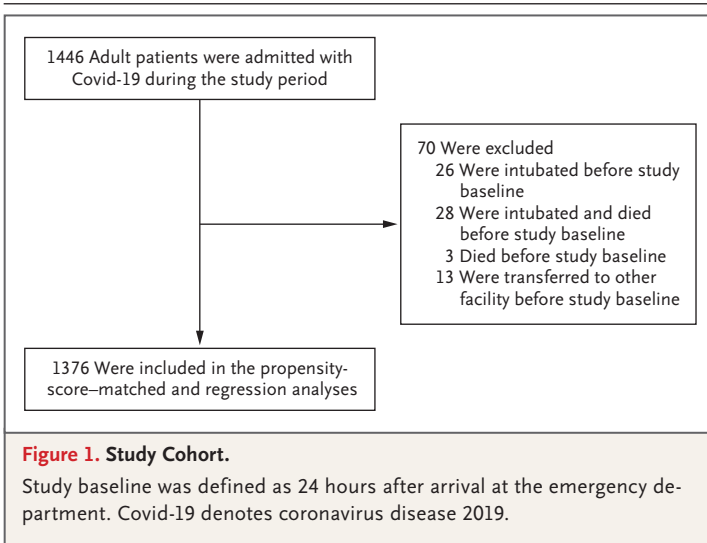 1446 Adult patients were admitted with
Covid-19 during the study period
70 Were excluded
26 Were intubated before study
baseline
28 Were intubated and died
before study baseline
3 Died before study baseline
13 Were transferred to other
facility before study baseline
1376 Were included in the propensity-
score–matched and regression analyses
Figure 1. Study Cohort.
Study baseline was defined as 24 hours after arrival at the emergency de-
partment. Covid-19 denotes coronavirus disease 2019.